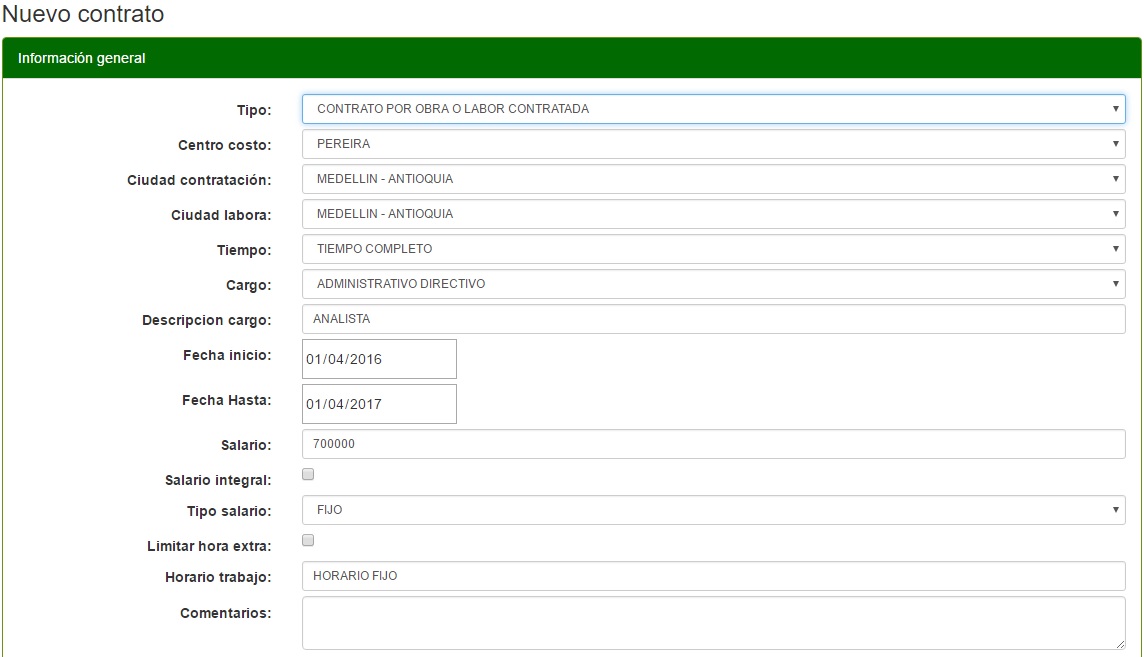 Nuevo contrato
Información general
Tipo: CONTRATO POR OBRA O LABOR CONTRATADA
Centro costo: PEREIRA
Ciudad contratación: MEDELLIN - ANTIOQUIA
Ciudad labora: MEDELLIN - ANTIOQUIA
Tiempo: TIEMPO COMPLETO
Cargo: ADMINISTRATIVO DIRECTIVO
Descripcion cargo: ANALISTA
Fecha inicio: 01/04/2016
Fecha Hasta: 01/04/2017
Salario: 700000
Salario integral:
Tipo salario: FIJO
Limitar hora extra:
Horario trabajo: HORARIO FIJO
Comentarios: